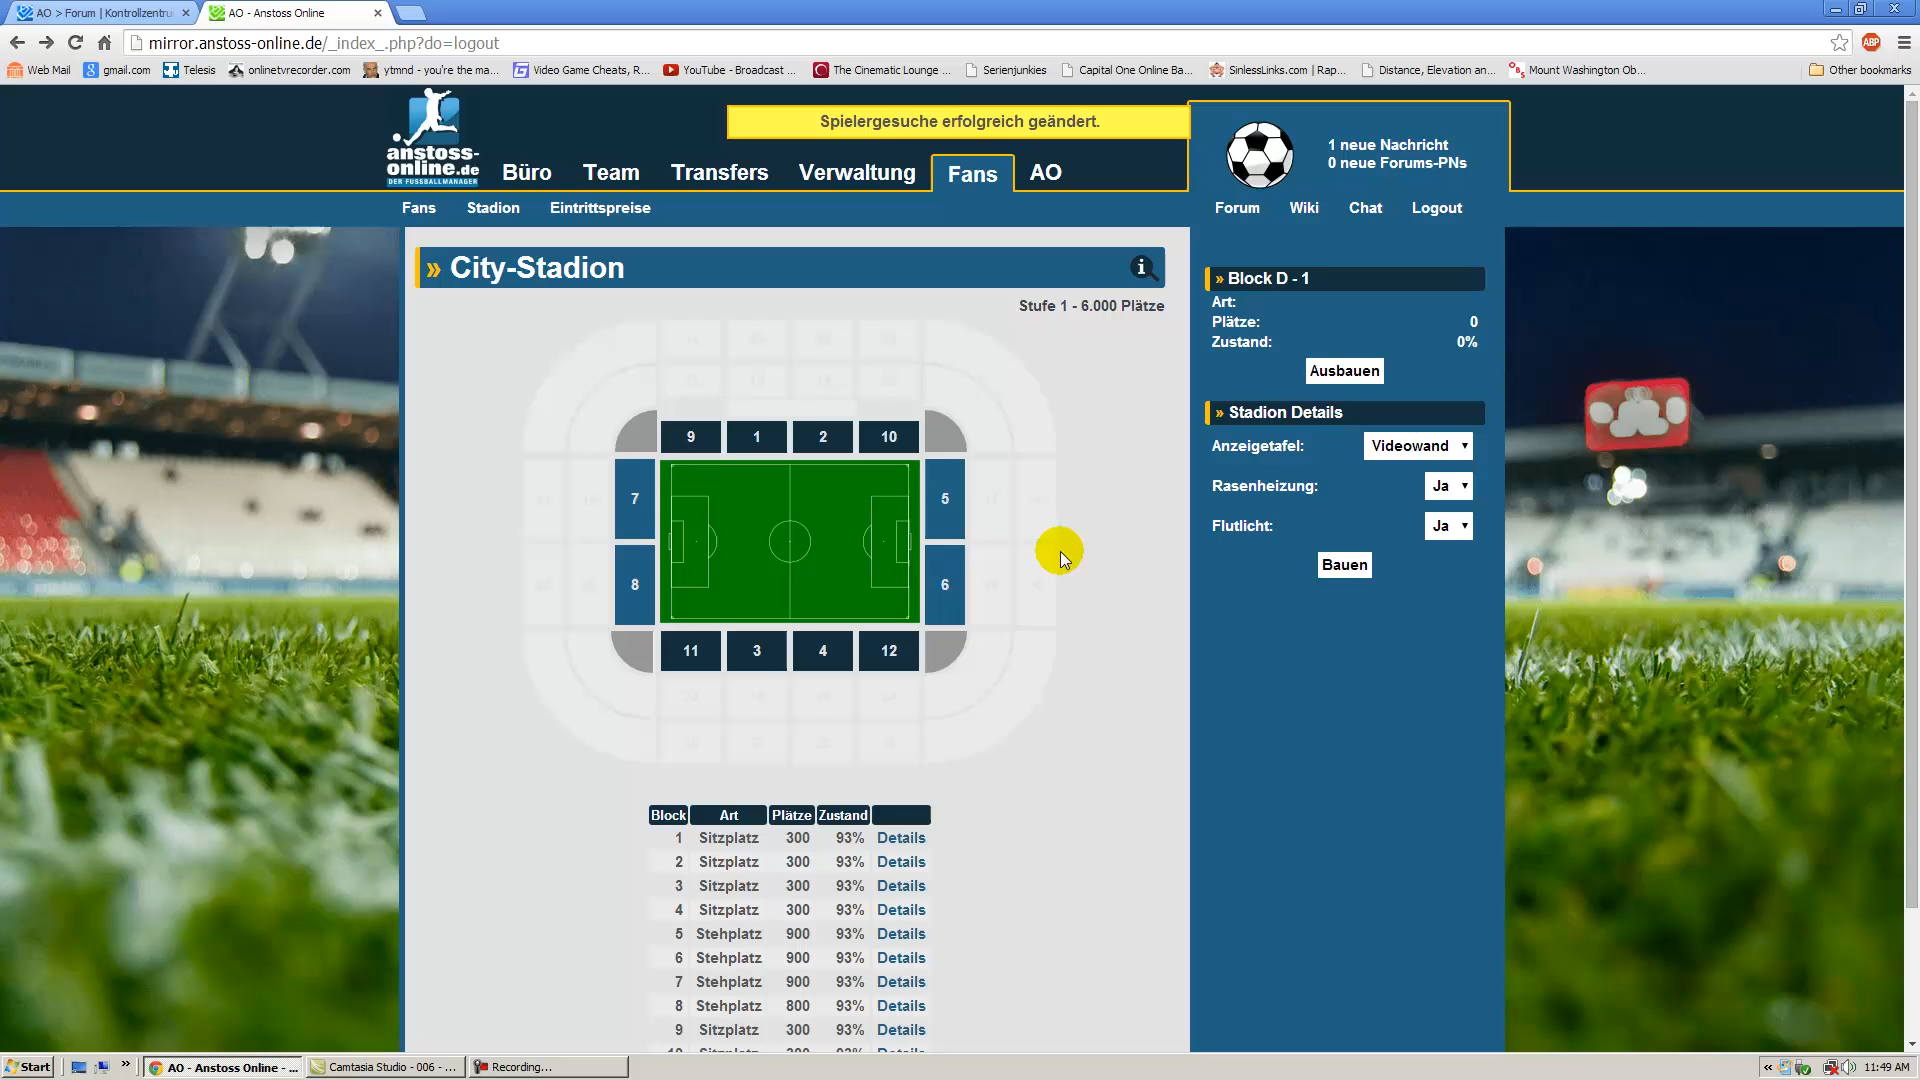 AO > Forum | Kontrollzentru
AO - Anstoss Online
mirror.anstoss-online.de/_index_.php?do=logout
ABP
Web Mail
gmail.com
Telesis
onlinetvrecorder.com
ytmnd - you're the ma...
Video Game Cheats, R...
YouTube - Broadcast ...
The Cinematic Lounge ...
Serienjunkies
Capital One Online Ba...
SinlessLinks.com | Rap...
Distance, Elevation an...
Mount Washington Ob...
Other bookmarks
anstoss-
online.de
DER FUSSBALLMANAGER
Spielergesuche erfolgreich geändert.
Büro
Team
Transfers
Verwaltung
Fans
AO
1 neue Nachricht
0 neue Forums-PNs
Fans
Stadion
Eintrittspreise
Forum
Wiki
Chat
Logout
» City-Stadion
Stufe 1 - 6.000 Plätze
9 1 2 10
7 5
8 6
11 3 4 12
Block Art Plätze Zustand
1 Sitzplatz 300 93% Details
2 Sitzplatz 300 93% Details
3 Sitzplatz 300 93% Details
4 Sitzplatz 300 93% Details
5 Stehplatz 900 93% Details
6 Stehplatz 900 93% Details
7 Stehplatz 900 93% Details
8 Stehplatz 800 93% Details
9 Sitzplatz 300 93% Details
» Block D - 1
Art:
Plätze: 0
Zustand: 0%
Ausbauen
» Stadion Details
Anzeigetafel: Videowand
Rasenheizung: Ja
Flutlicht: Ja
Bauen
Start
AO - Anstoss Online - ...
Camtasia Studio - 006 - ...
Recording...
11:49 AM